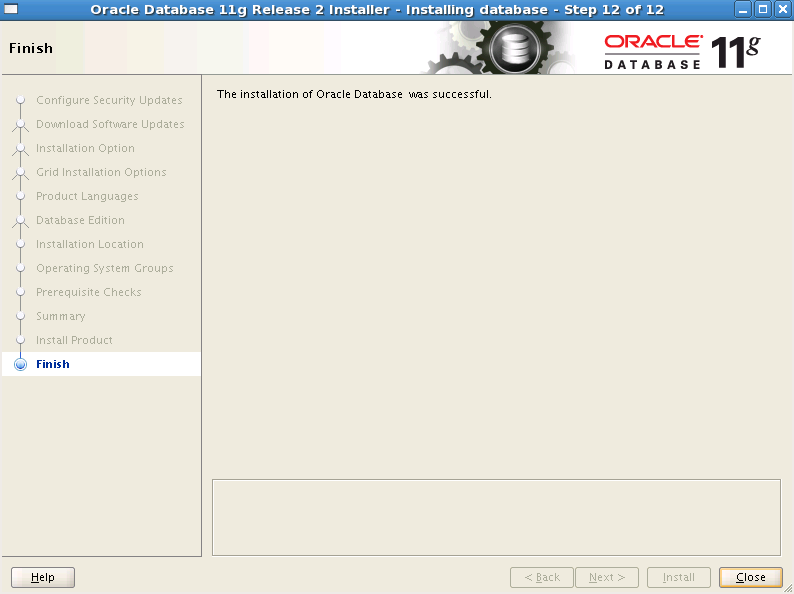 Oracle Database 11g Release 2 Installer - Installing database - Step 12 of 12
Finish
ORACLE
DATABASE
11g
Configure Security Updates
Download Software Updates
Installation Option
Grid Installation Options
Product Languages
Database Edition
Installation Location
Operating System Groups
Prerequisite Checks
Summary
Install Product
Finish
The installation of Oracle Database  was successful.
Help
< Back
Next >
Install
Close